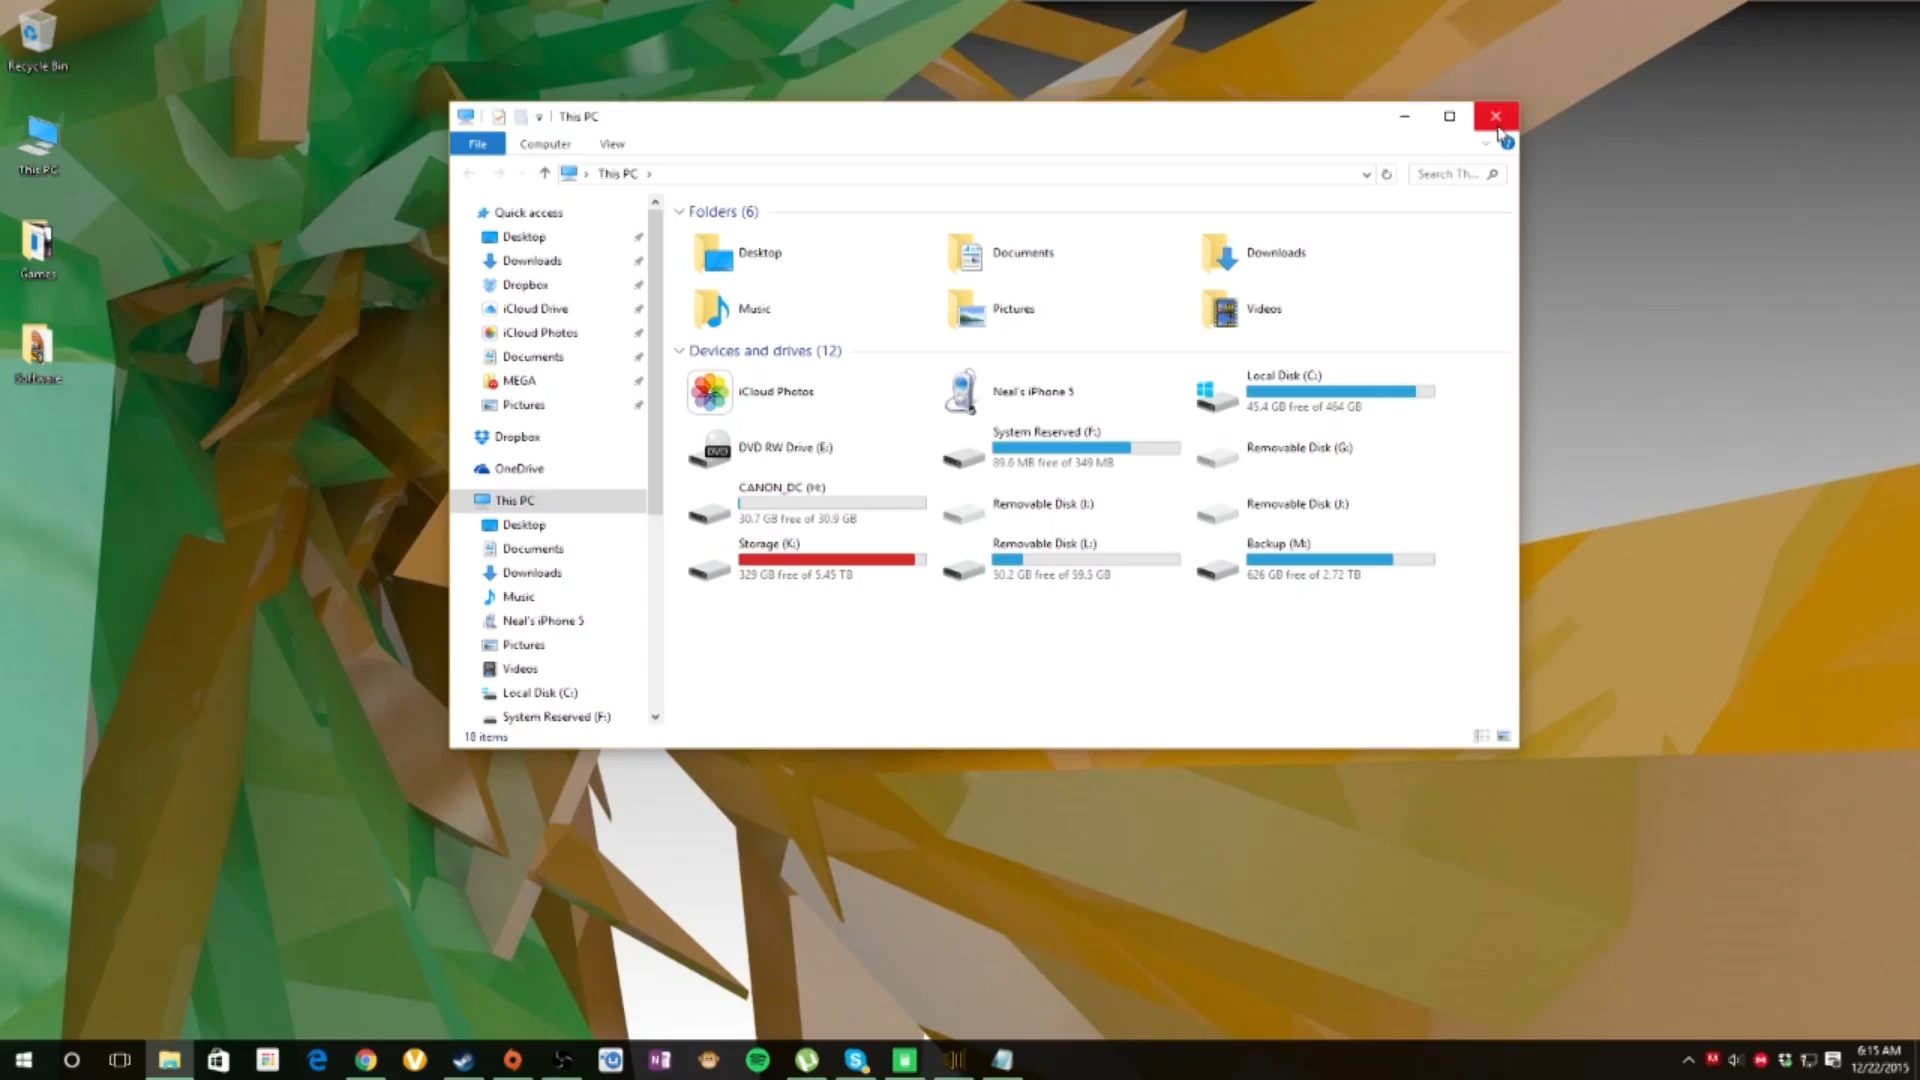 Recycle Bin
This PC
Games
Software
This PC
File Computer View
This PC
Search Th...
Quick access
Desktop
Downloads
Dropbox
iCloud Drive
iCloud Photos
Documents
MEGA
Pictures
Dropbox
OneDrive
This PC
Desktop
Documents
Downloads
Music
Neal's iPhone 5
Pictures
Videos
Local Disk (C:)
System Reserved (F:)
18 items
Folders (6)
Desktop
Documents
Downloads
Music
Pictures
Videos
Devices and drives (12)
iCloud Photos
Neal's iPhone 5
Local Disk (C:)
45.4 GB free of 464 GB
DVD RW Drive (E:)
System Reserved (F:)
89.6 MB free of 349 MB
Removable Disk (G:)
CANON_DC (H:)
30.7 GB free of 30.9 GB
Removable Disk (I:)
Removable Disk (J:)
Storage (K:)
329 GB free of 5.45 TB
Removable Disk (L:)
50.2 GB free of 59.5 GB
Backup (M:)
626 GB free of 2.72 TB
6:15 AM
12/22/2015